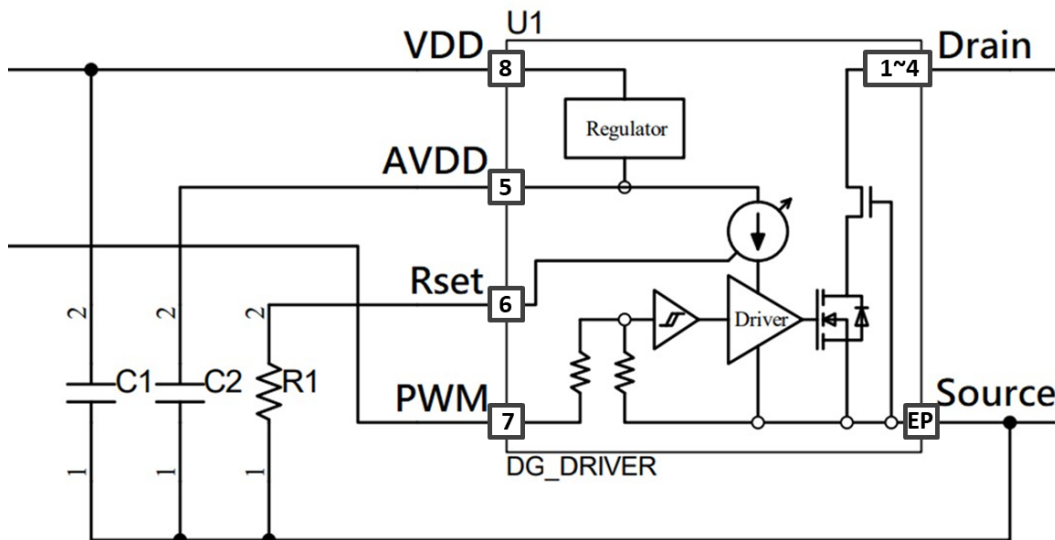 U1
VDD
8
1~4
Drain
Regulator
AVDD
5
Rset
6
2
2
2
Driver
C1
C2
R1
PWM
7
EP
Source
1
1
1
DG_DRIVER